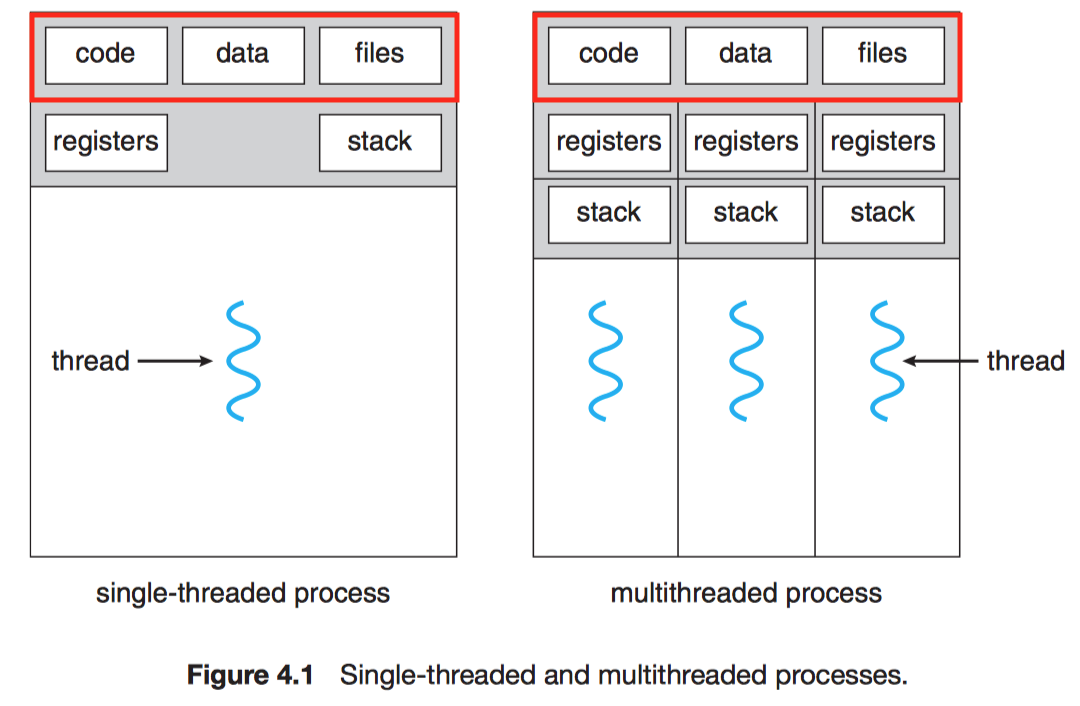 code data files code data files
registers stack registers registers registers
stack stack stack
thread thread
single-threaded process multithreaded process
Figure 4.1 Single-threaded and multithreaded processes.